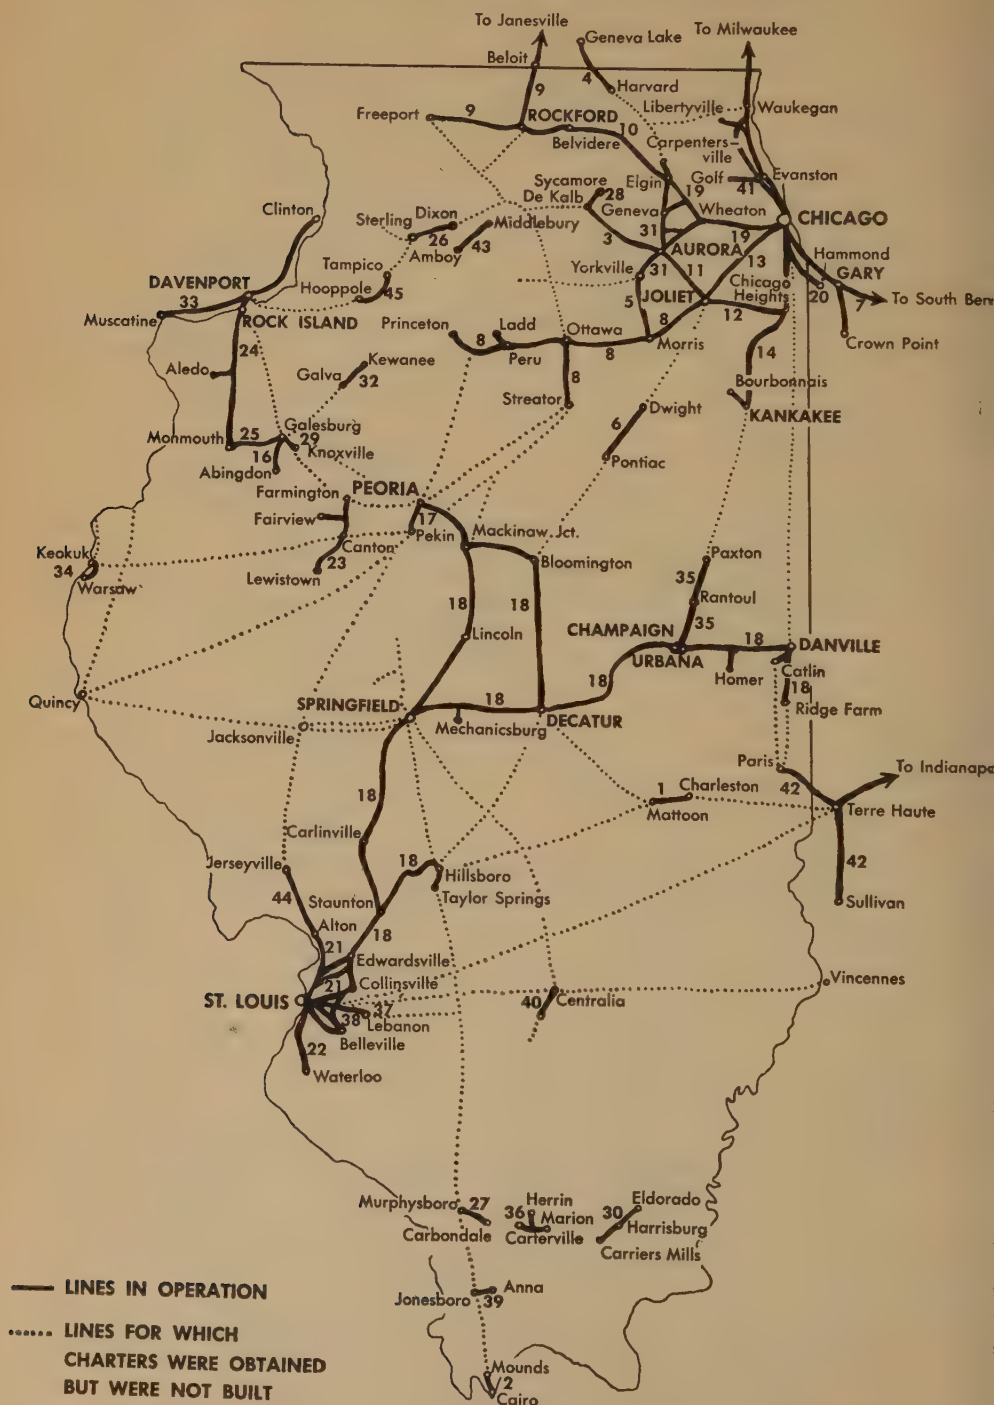 To Janesville
Geneva Lake
To Milwaukee
Beloit
4
Harvard
9
Libertyville
Waukegan
Freeport
9
ROCKFORD
10
Belvidere
Carpenters-
ville
Golf
41
Evanston
Sycamore
28
Elgin
19
De Kalb
Clinton
Geneva
Wheaton
CHICAGO
Sterling
Dixon
Middlebury
26
43
3
31
19
Amboy
AURORA
13
Hammond
Tampico
Yorkville
31
11
Chicago
Heights
GARY
DAVENPORT
Hooppole
45
JOLIET
20
7
To South Ben
33
5
12
Muscatine
ROCK ISLAND
Princeton
Ladd
Ottawa
8
Crown Point
24
8
Peru
8
Morris
14
Kewanee
Aledo
Galva
32
8
Bourbonnais
Streator
Dwight
KANKAKEE
Galesburg
6
Monmouth
25
29
16
Knoxville
Pontiac
Abingdon
PEORIA
Farmington
Fairview
17
Mackinaw Jct.
Pekin
Keokuk
Canton
Bloomington
Paxton
34
23
Warsaw
Lewistown
35
18
18
Rantoul
Lincoln
CHAMPAIGN
35
18
DANVILLE
URBANA
Catlin
Homer
18
18
Quincy
SPRINGFIELD
18
Ridge Farm
Mechanicsburg
DECATUR
Jacksonville
Paris
To Indianapo
42
18
1
Charleston
Mattoon
Terre Haute
Carlinville
18
42
Jerseyville
Hillsboro
44
Staunton
Taylor Springs
Sullivan
Alton
18
21
Edwardsville
21
Collinsville
Vincennes
ST. LOUIS
37
40
Centralia
38
Lebanon
Belleville
22
Waterloo
Murphysboro
27
36
Herrin
Eldorado
Marion
30
Harrisburg
Carbondale
Carterville
Carriers Mills
LINES IN OPERATION
Anna
Jonesboro
39
LINES FOR WHICH
CHARTERS WERE OBTAINED
BUT WERE NOT BUILT
Mounds
2
Cairo